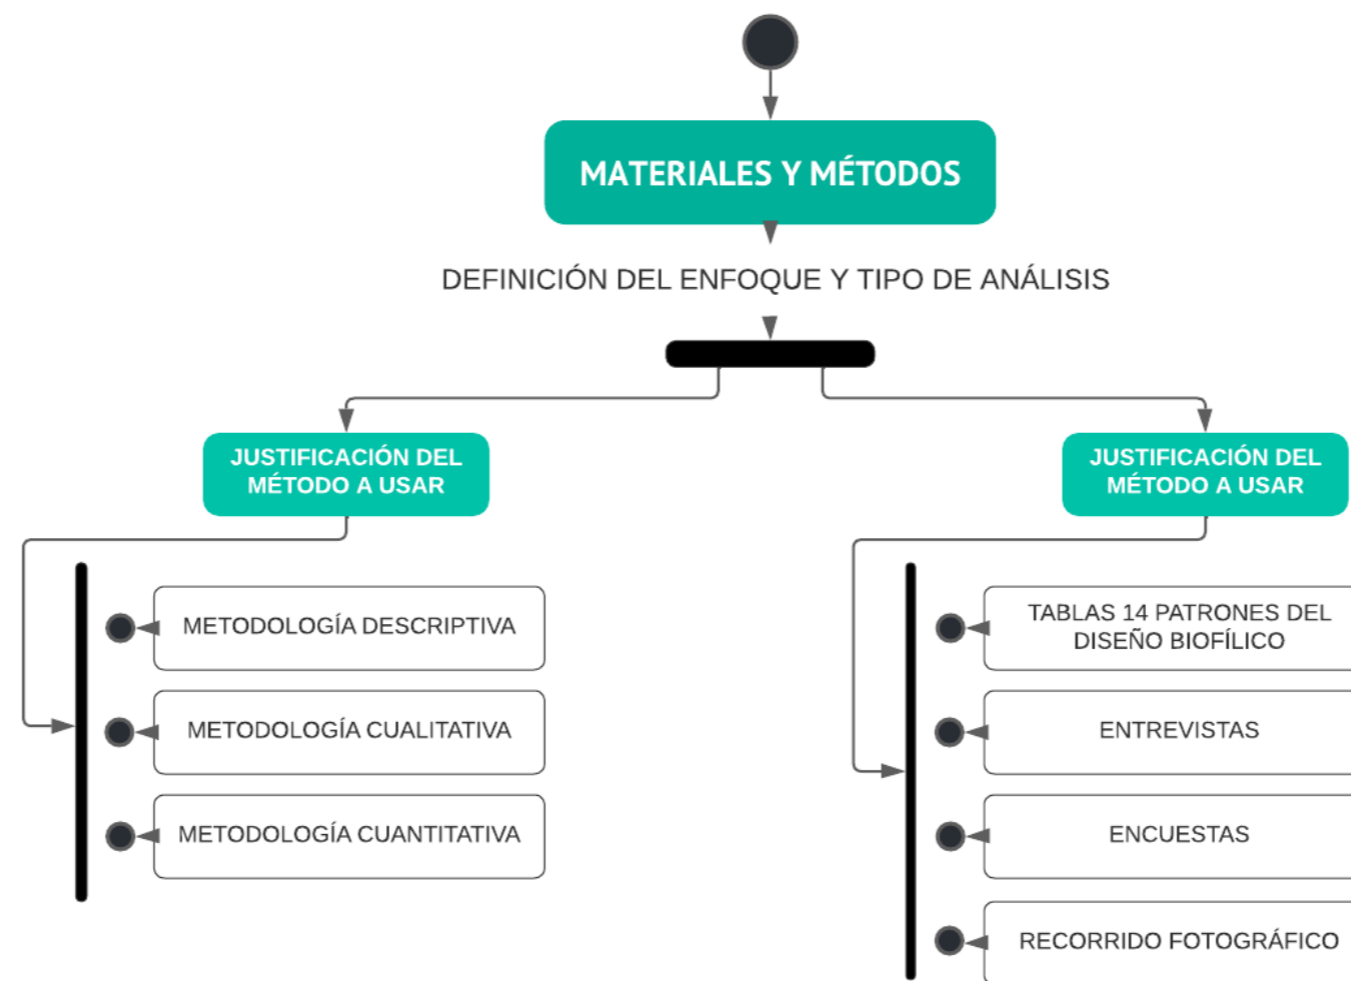 MATERIALES Y MÉTODOS
DEFINICIÓN DEL ENFOQUE Y TIPO DE ANÁLISIS
JUSTIFICACIÓN DEL
MÉTODO A USAR
METODOLOGÍA DESCRIPTIVA
METODOLOGÍA CUALITATIVA
METODOLOGÍA CUANTITATIVA
JUSTIFICACIÓN DEL
MÉTODO A USAR
TABLAS 14 PATRONES DEL
DISEÑO BIOFÍLICO
ENTREVISTAS
ENCUESTAS
RECORRIDO FOTOGRÁFICO